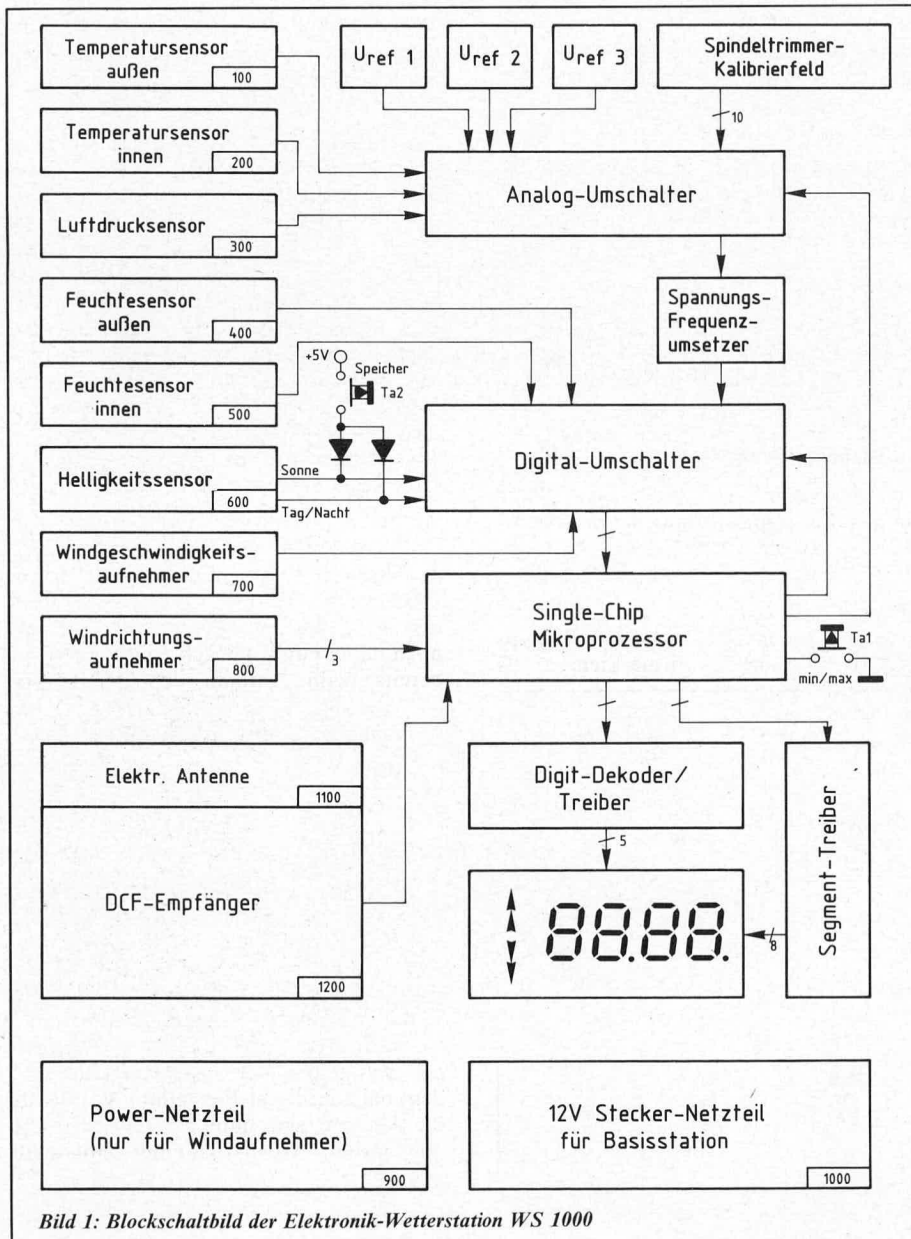 Temperatursensor
außen
100
U ref 1
U ref 2
U ref 3
Spindeltrimmer-
Kalibrierfeld
10
Temperatursensor
innen
200
Analog-Umschalter
Luftdrucksensor
300
Feuchtesensor
außen
400
Spannungs-
Frequenz-
umsetzer
+5V
Speicher
Ta2
Feuchtesensor
innen
500
Digital-Umschalter
Helligkeitssensor
600
Sonne
Tag/Nacht
Windgeschwindigkeits-
aufnehmer
700
Single-Chip
Mikroprozessor
Windrichtungs-
aufnehmer
800
3
Ta1
min/max
Elektr. Antenne
1100
Digit-Dekoder/
Treiber
5
Segment-Treiber
DCF-Empfänger
1200
88.88.
8
Power-Netzteil
(nur für Windaufnehmer)
900
12V Stecker-Netzteil
für Basisstation
1000
Bild 1: Blockschaltbild der Elektronik-Wetterstation WS 1000